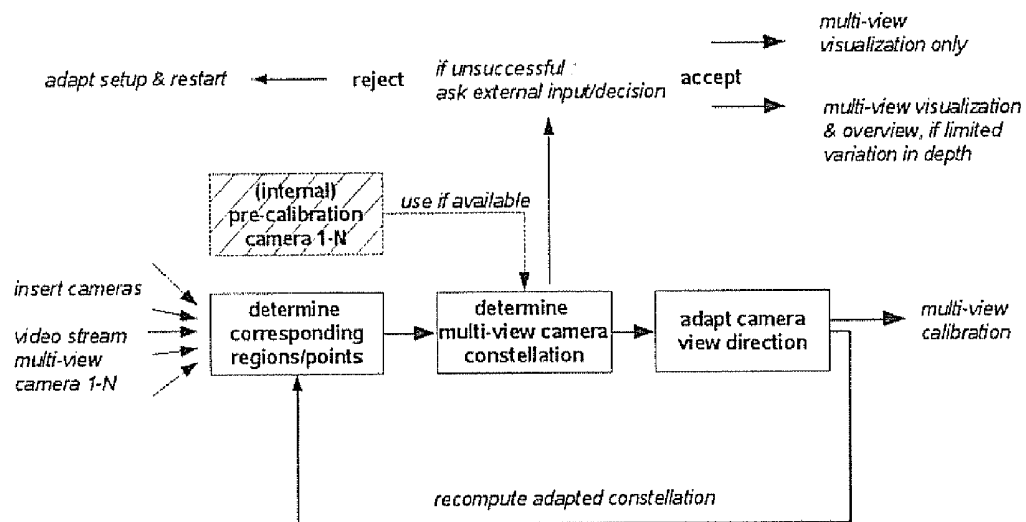 multi-view
visualization only
adapt setup & restart
reject
if unsuccessful :
ask external input/decision
accept
multi-view visualization
& overview, if limited
variation in depth
(internal)
pre-calibration
camera 1-N
use if available
insert cameras
video stream
multi-view
camera 1-N
determine
corresponding
regions/points
determine
multi-view camera
constellation
adapt camera
view direction
multi-view
calibration
recompute adapted constellation